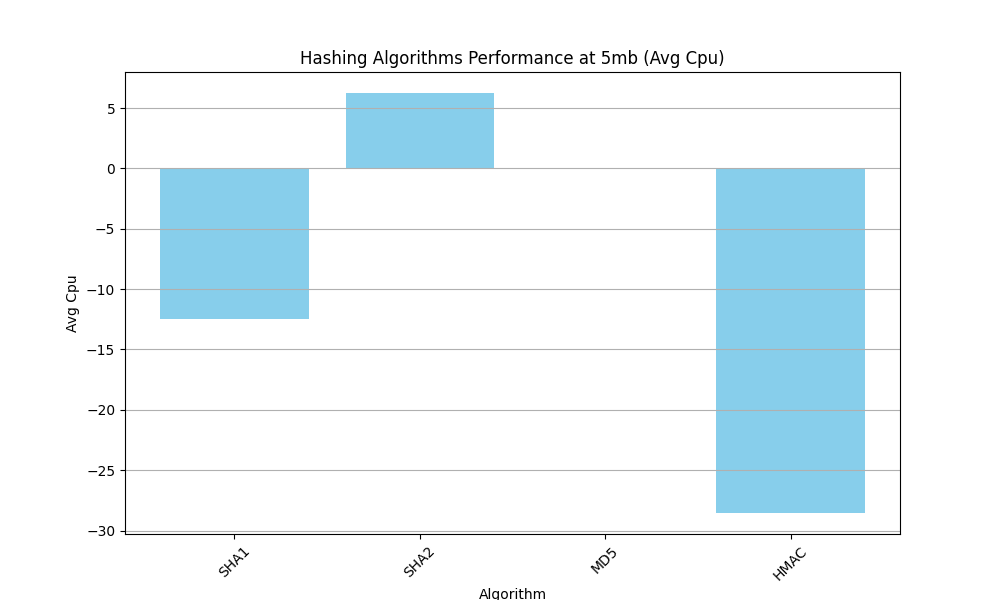 Hashing Algorithms Performance at 5mb (Avg Cpu)
Avg Cpu
5
0
−5
−10
−15
−20
−25
−30
SHA1
SHA2
MD5
HMAC
Algorithm